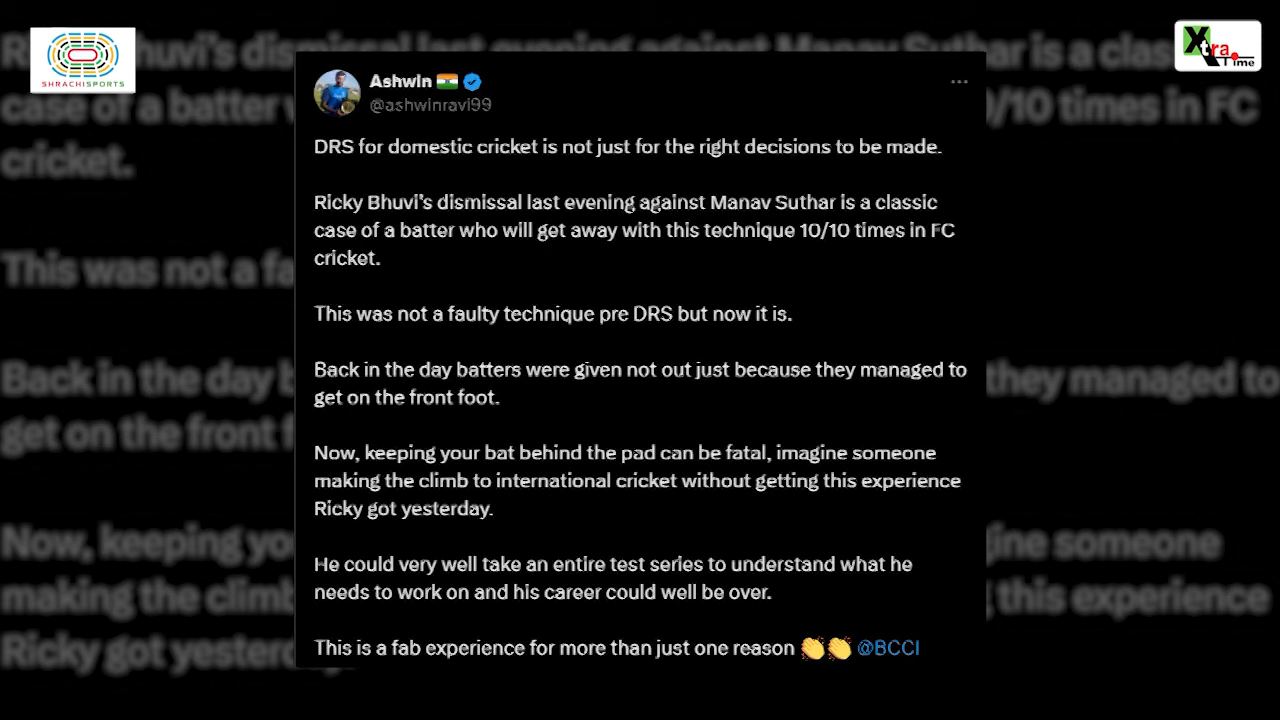 SHRACHISPORTS
Xtra
Time
Ashwin 🇮🇳
@ashwinravi99
DRS for domestic cricket is not just for the right decisions to be made.
Ricky Bhuvi's dismissal last evening against Manav Suthar is a classic
case of a batter who will get away with this technique 10/10 times in FC
cricket.
This was not a faulty technique pre DRS but now it is.
Back in the day batters were given not out just because they managed to
get on the front foot.
Now, keeping your bat behind the pad can be fatal, imagine someone
making the climb to international cricket without getting this experience
Ricky got yesterday.
He could very well take an entire test series to understand what he
needs to work on and his career could well be over.
This is a fab experience for more than just one reason 👏👏 @BCCI